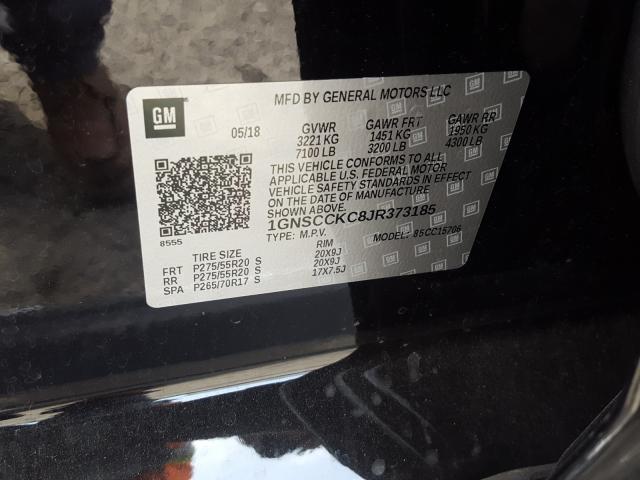 MFD BY GENERAL MOTORS LLC
GM
05/18
GVWR GAWR FRT GAWR RR
3221 KG 1451 KG 1950 KG
7100 LB 3200 LB 4300 LB
THIS VEHICLE CONFORMS TO ALL
APPLICABLE U.S. FEDERAL MOTOR
VEHICLE SAFETY STANDARDS IN EFFECT
ON THE DATE OF MANUFACTURE
SHOWN ABOVE.
1GNSCCKC8JR373185
8555
TYPE: M.P.V. MODEL: 85CC15706
TIRE SIZE RIM
FRT P275/55R20 S 20X9J
RR P275/55R20 S 20X9J
SPA P265/70R17 S 17X7.5J